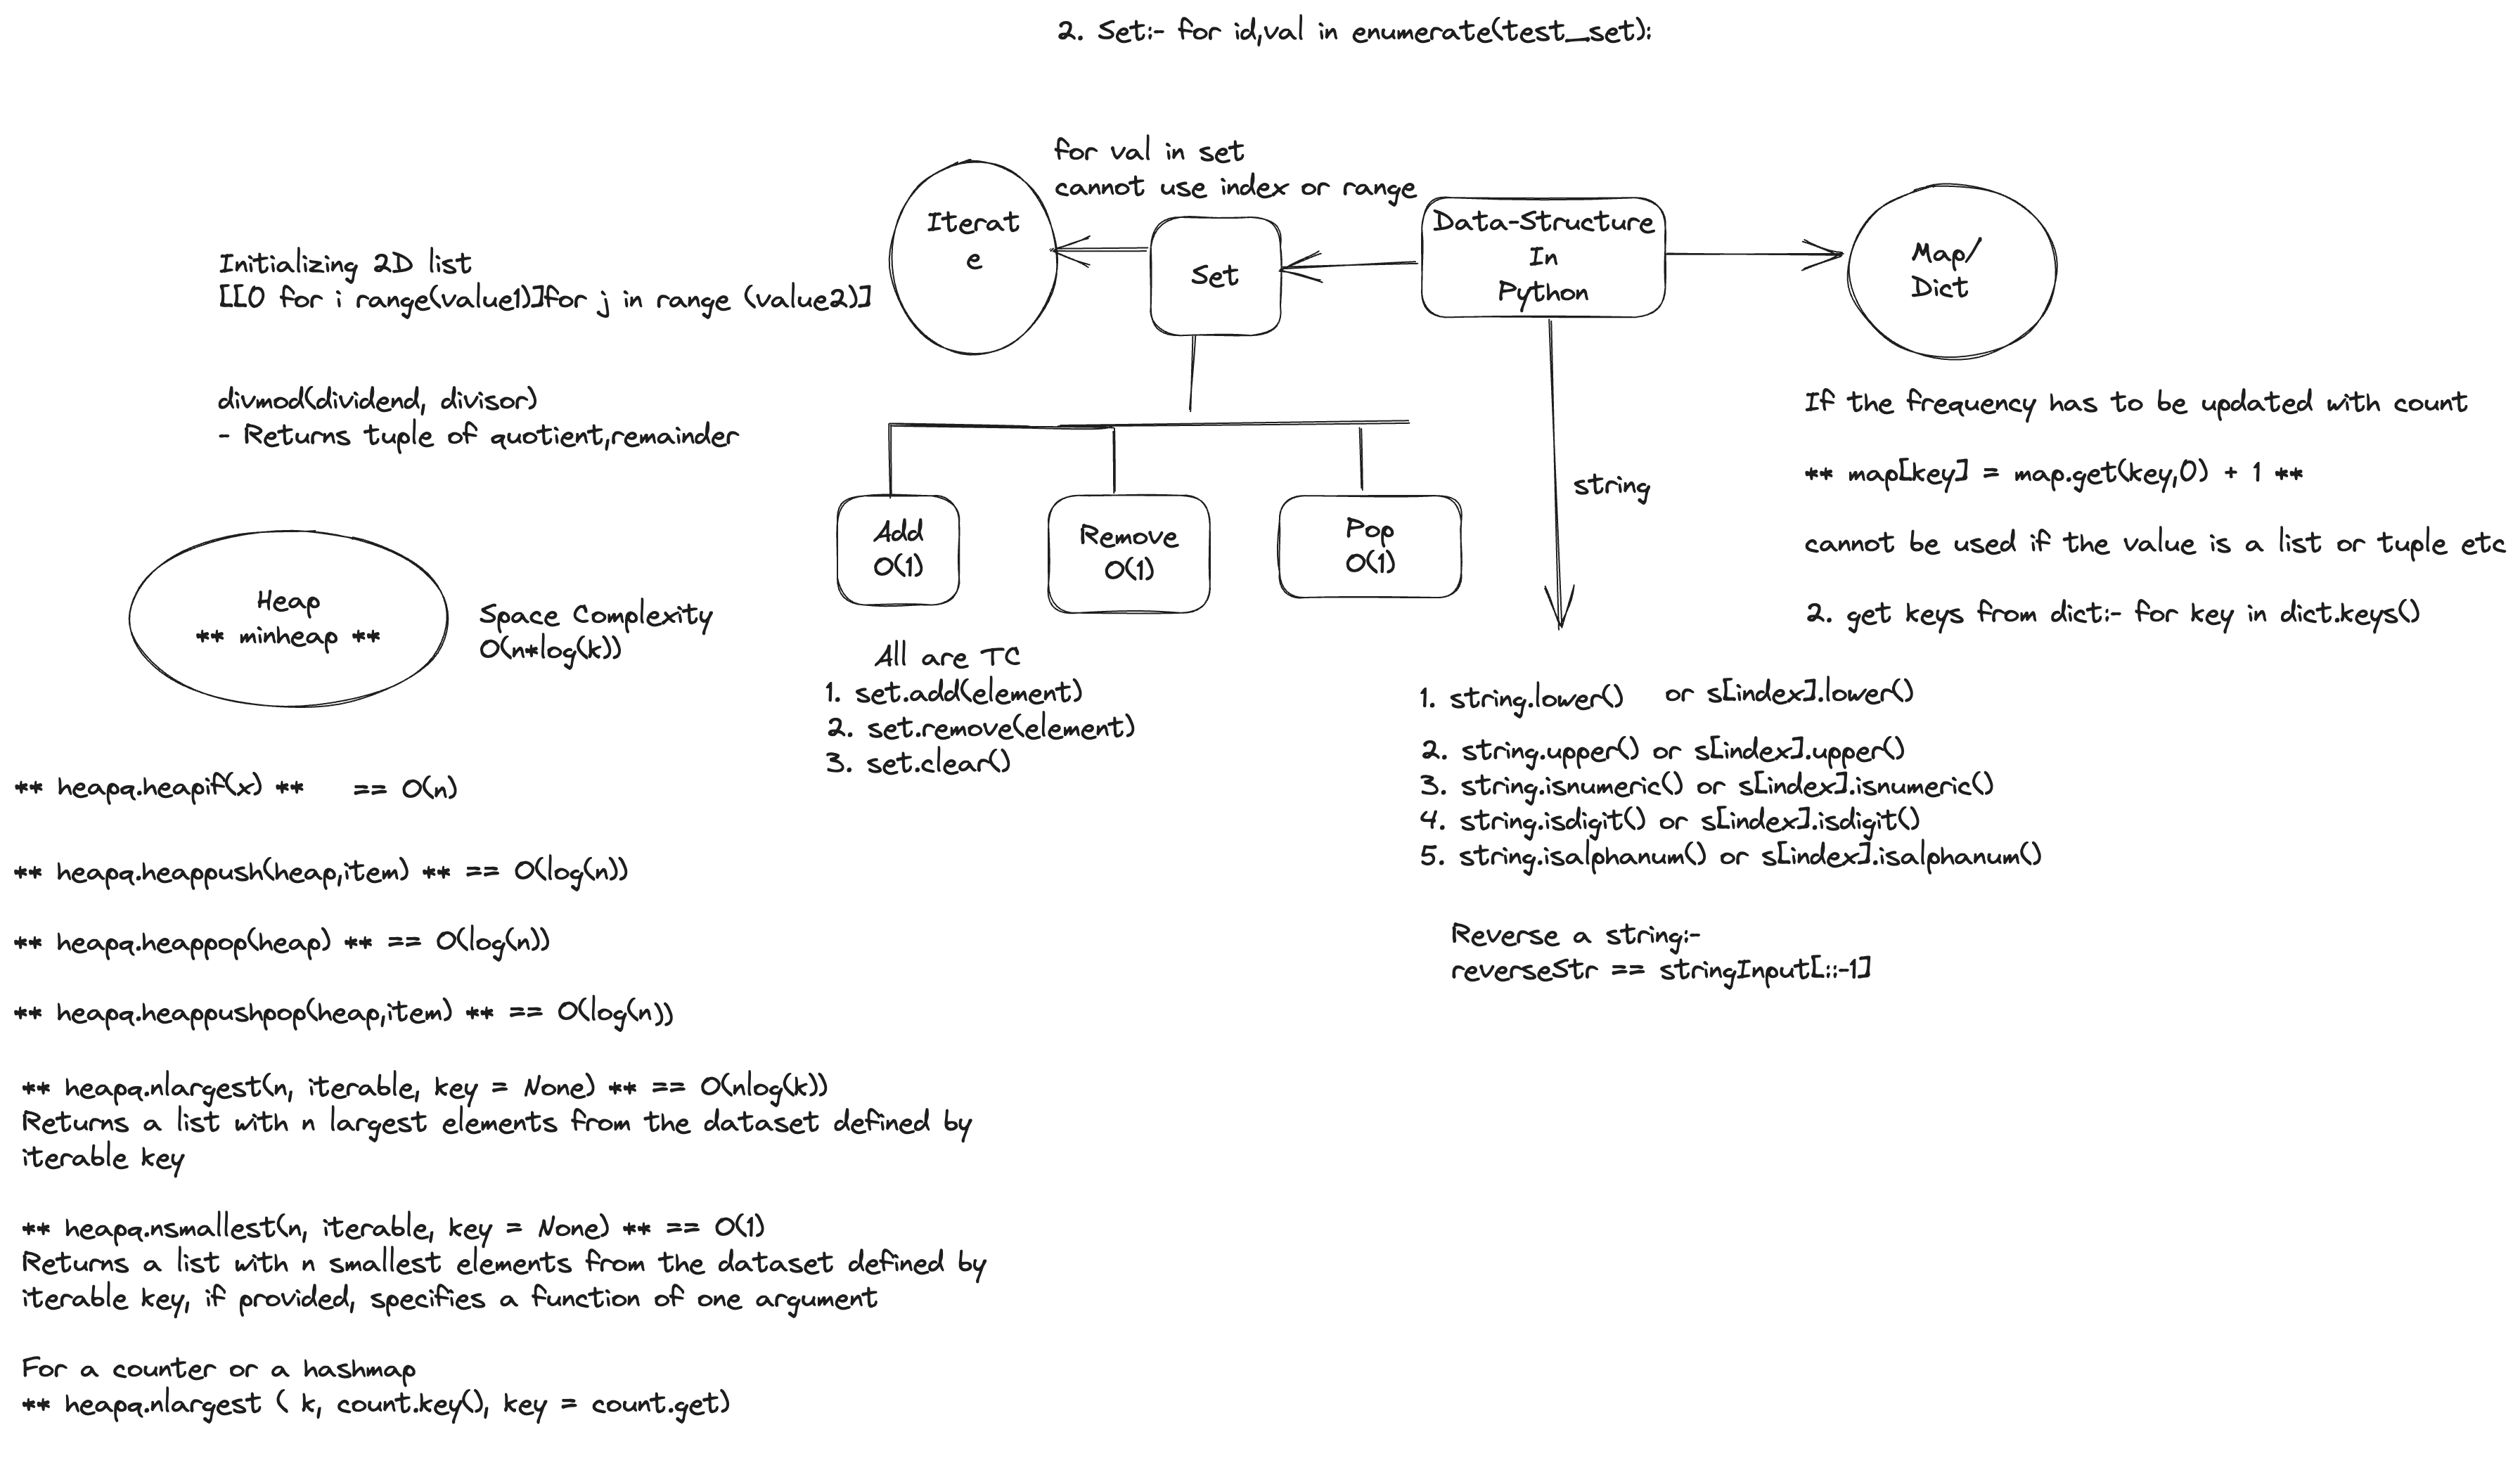 2. Set:- for id,val in enumerate(test_set):
for val in set
cannot use index or range
Iterat
e
Set
Data-Structure
In
Python
Map/
Dict
Initializing 2D list
[[0 for i range(value1)]for j in range (value2)]
divmod(dividend, divisor)
- Returns tuple of quotient,remainder
If the frequency has to be updated with count
** map[key] = map.get(key,0) + 1 **
cannot be used if the value is a list or tuple etc
2. get keys from dict:- for key in dict.keys()
string
Add
O(1)
Remove
O(1)
Pop
O(1)
All are TC
1. set.add(element)
2. set.remove(element)
3. set.clear()
Heap
** minheap **
Space Complexity
O(n*log(k))
1. string.lower() or s[index].lower()
2. string.upper() or s[index].upper()
3. string.isnumeric() or s[index].isnumeric()
4. string.isdigit() or s[index].isdigit()
5. string.isalphanum() or s[index].isalphanum()
Reverse a string:-
reverseStr == stringInput[::-1]
** heapq.heapif(x) ** == O(n)
** heapq.heappush(heap,item) ** == O(log(n))
** heapq.heappop(heap) ** == O(log(n))
** heapq.heappushpop(heap,item) ** == O(log(n))
** heapq.nlargest(n, iterable, key = None) ** == O(nlog(k))
Returns a list with n largest elements from the dataset defined by
iterable key
** heapq.nsmallest(n, iterable, key = None) ** == O(1)
Returns a list with n smallest elements from the dataset defined by
iterable key, if provided, specifies a function of one argument
For a counter or a hashmap
** heapq.nlargest ( k, count.key(), key = count.get)